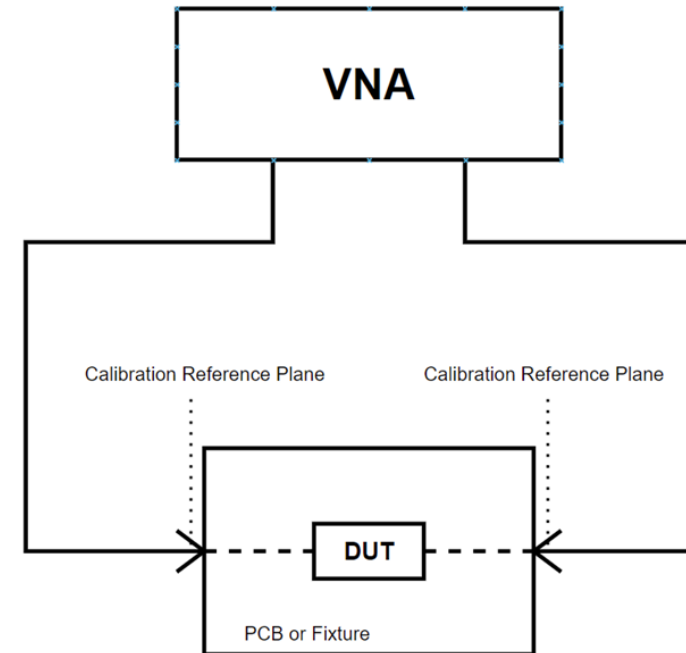 VNA
Calibration Reference Plane
Calibration Reference Plane
DUT
PCB or Fixture